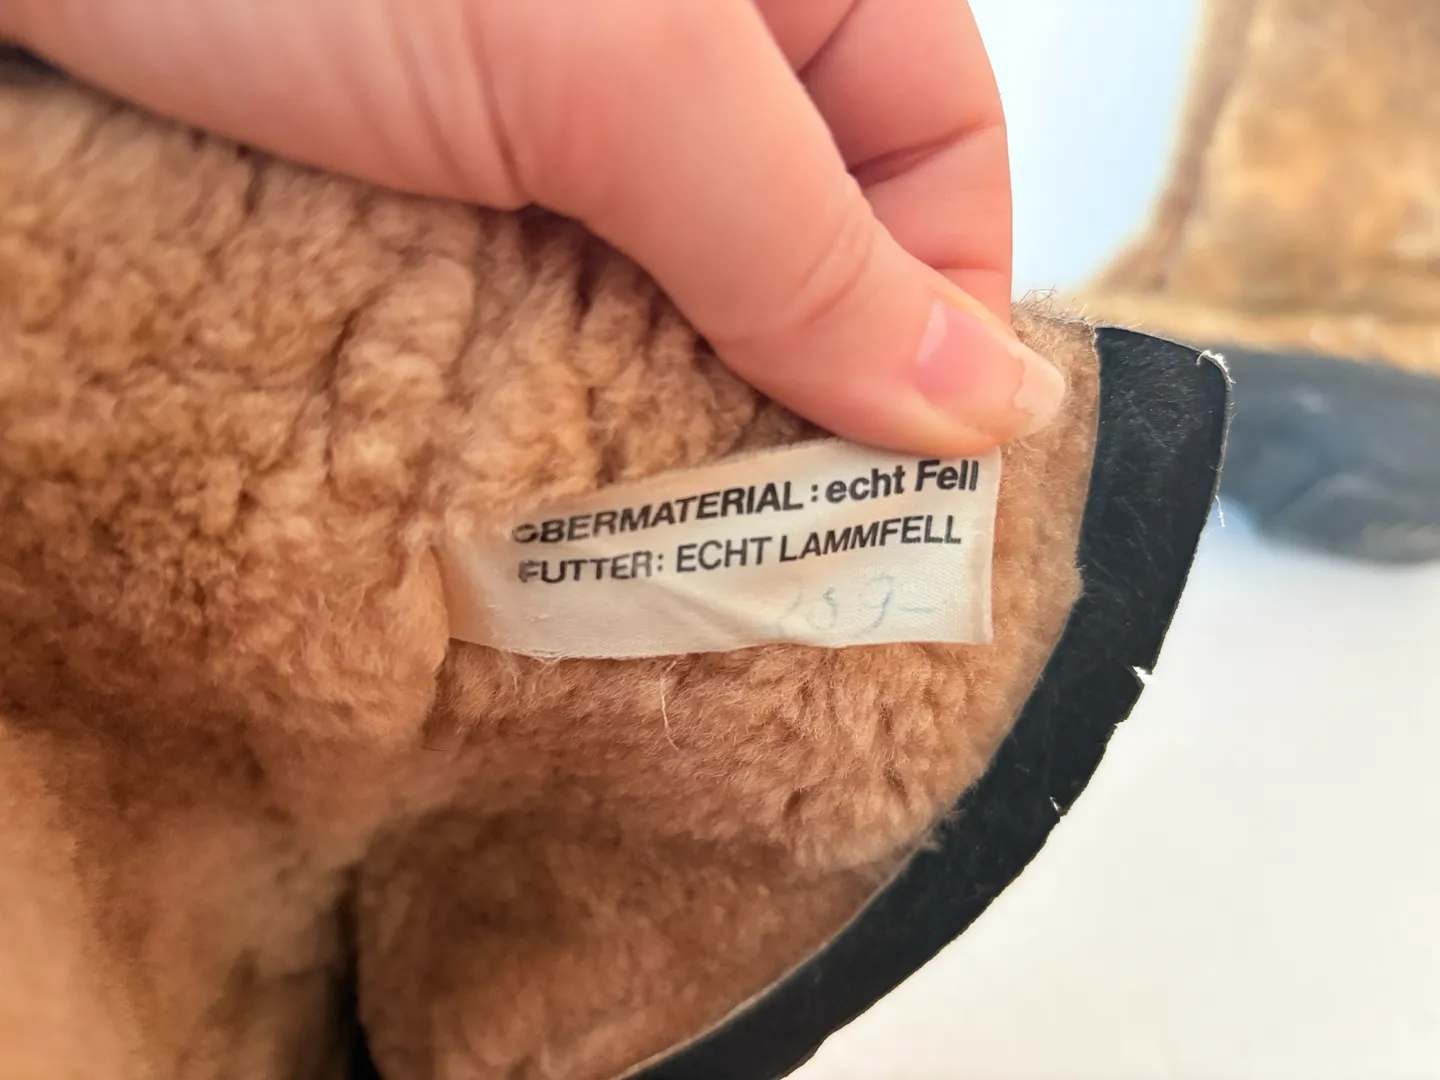 OBERMATERIAL: echt Fell
FUTTER: ECHT LAMMFELL